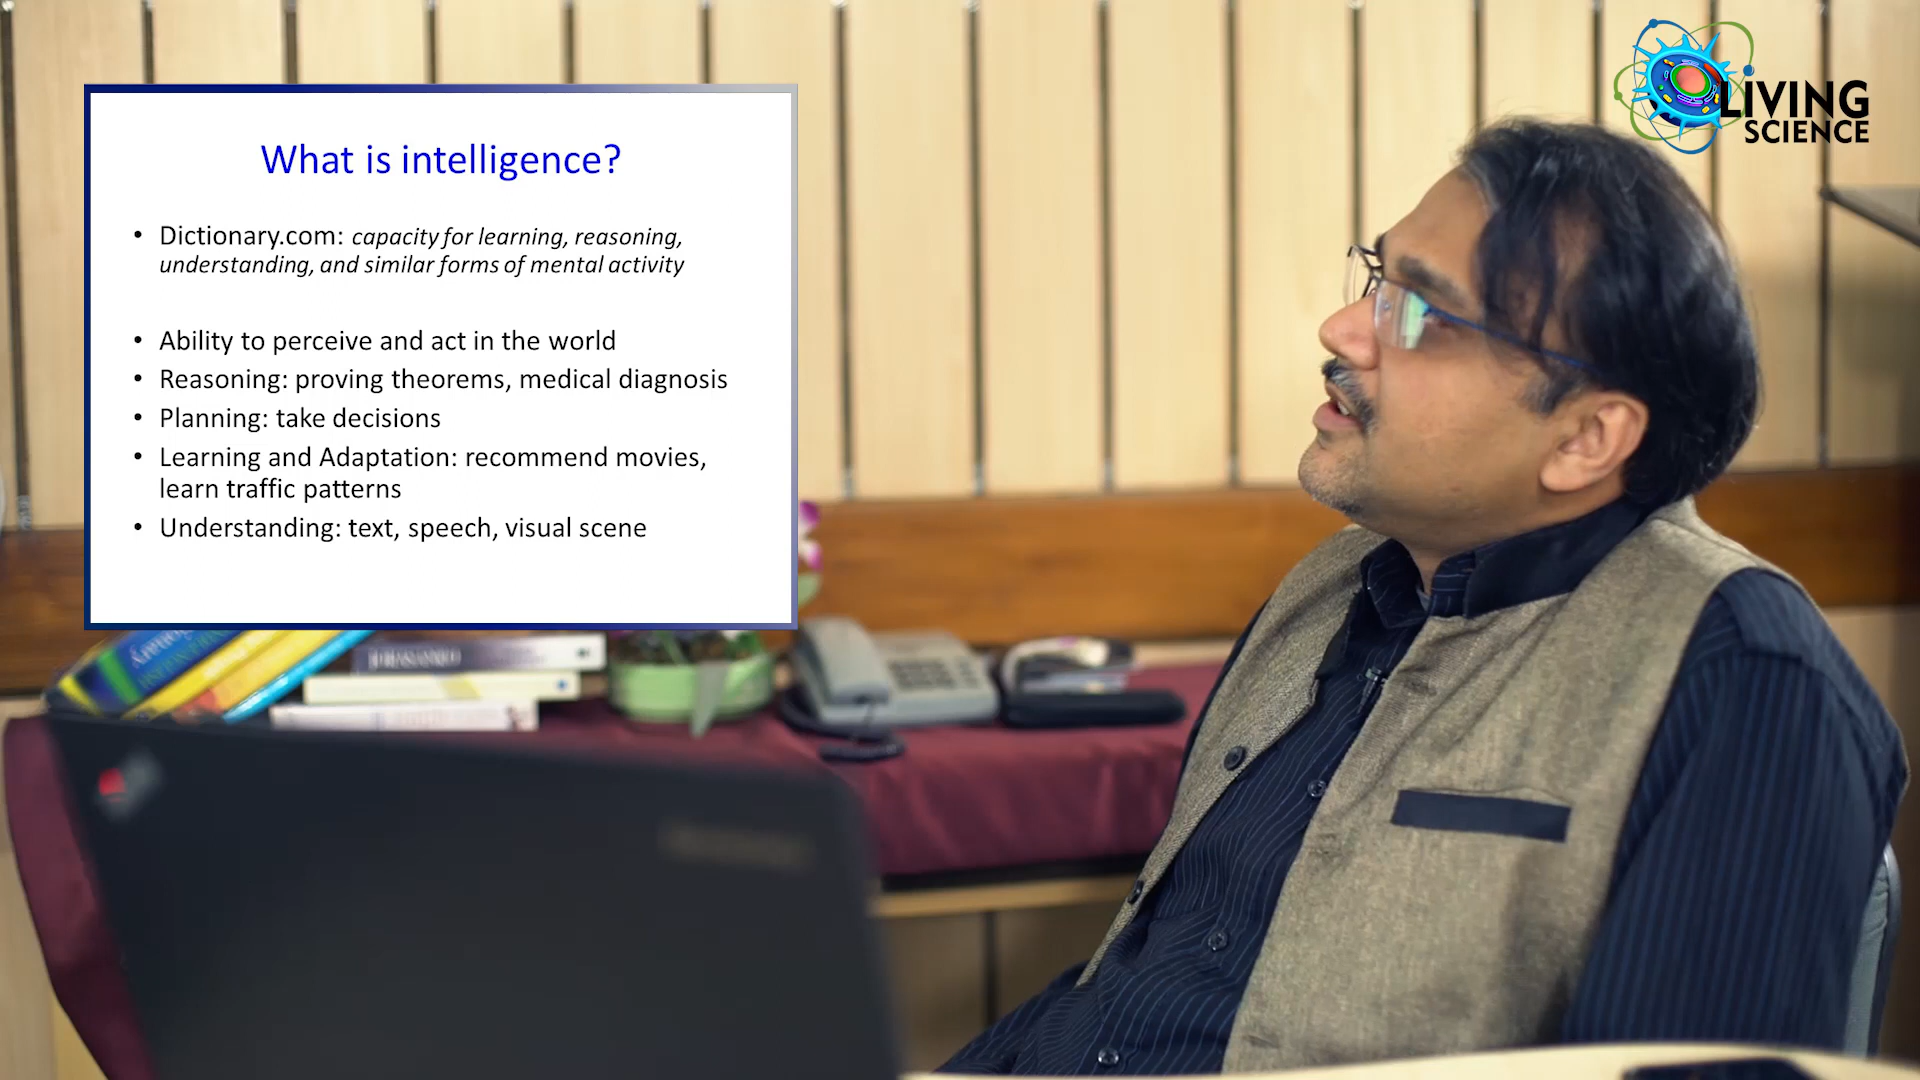 LIVING
SCIENCE
What is intelligence?
• Dictionary.com: capacity for learning, reasoning,
understanding, and similar forms of mental activity
• Ability to perceive and act in the world
• Reasoning: proving theorems, medical diagnosis
• Planning: take decisions
• Learning and Adaptation: recommend movies,
learn traffic patterns
• Understanding: text, speech, visual scene